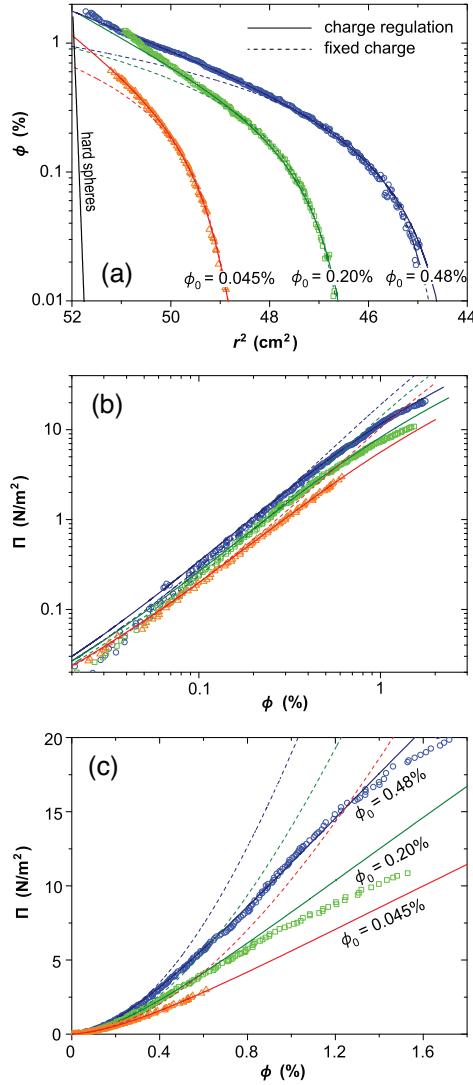 charge regulation
fixed charge
1
0.1
0.01
ϕ (%)
hard spheres
(a)
ϕ₀ = 0.045%
ϕ₀ = 0.20%
ϕ₀ = 0.48%
52 50 48 46 44
r² (cm²)
(b)
10
1
0.1
Π (N/m²)
0.1 1
ϕ (%)
(c)
20
15
10
5
0
Π (N/m²)
ϕ₀ = 0.48%
ϕ₀ = 0.20%
ϕ₀ = 0.045%
0 0.4 0.8 1.2 1.6
ϕ (%)